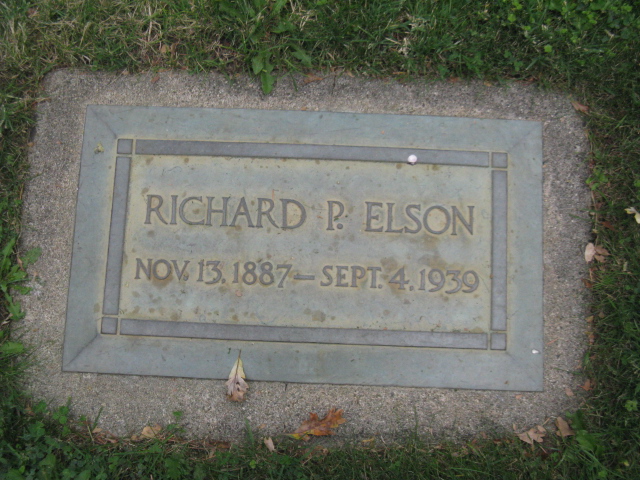 RICHARD P. ELSON
NOV. 13. 1887 — SEPT. 4. 1939